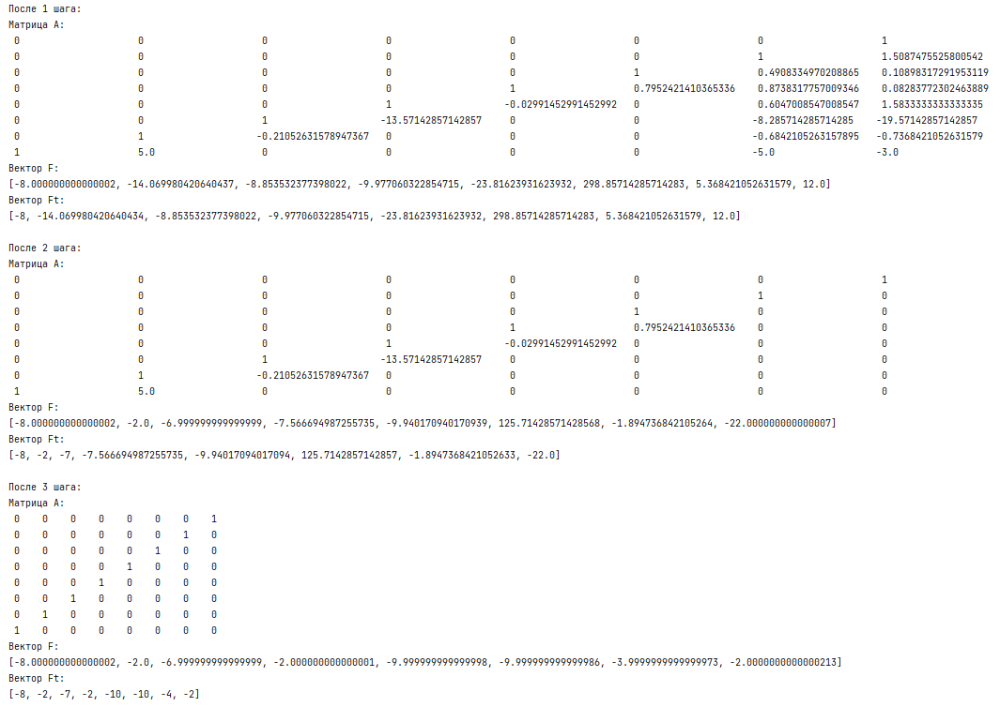 После 1 шага:
Матрица A:
0 0 0 0 0 0 0 1
0 0 0 0 0 0 1 1.5087475525800542
0 0 0 0 0 1 0.4908334970208865 0.10898317291953119
0 0 0 0 1 0.7952421410365336 0.8738317757009346 0.08283772302463889
0 0 0 1 -0.02991452991452992 0 0.6047008547008547 1.5833333333333335
0 0 1 -13.57142857142857 0 0 -8.285714285714285 -19.57142857142857
0 1 -0.21052631578947367 0 0 0 -0.6842105263157895 -0.7368421052631579
1 5.0 0 0 0 0 -5.0 -3.0
Вектор F:
[-8.000000000000002, -14.069980420640437, -8.853532377398022, -9.977060322854715, -23.81623931623932, 298.85714285714283, 5.368421052631579, 12.0]
Вектор Ft:
[-8, -14.069980420640434, -8.853532377398022, -9.977060322854715, -23.81623931623932, 298.85714285714283, 5.368421052631579, 12.0]
После 2 шага:
Матрица A:
0 0 0 0 0 0 0 1
0 0 0 0 0 0 1 0
0 0 0 0 0 1 0 0
0 0 0 0 1 0.7952421410365336 0 0
0 0 0 1 -0.02991452991452992 0 0 0
0 0 1 -13.57142857142857 0 0 0 0
0 1 -0.21052631578947367 0 0 0 0 0
1 5.0 0 0 0 0 0 0
Вектор F:
[-8.000000000000002, -2.0, -6.999999999999999, -7.566694987255735, -9.940170940170939, 125.71428571428568, -1.894736842105264, -22.000000000000007]
Вектор Ft:
[-8, -2, -7, -7.566694987255735, -9.94017094017094, 125.7142857142857, -1.8947368421052633, -22.0]
После 3 шага:
Матрица A:
0 0 0 0 0 0 0 1
0 0 0 0 0 0 1 0
0 0 0 0 0 1 0 0
0 0 0 0 1 0 0 0
0 0 0 1 0 0 0 0
0 0 1 0 0 0 0 0
0 1 0 0 0 0 0 0
1 0 0 0 0 0 0 0
Вектор F:
[-8.000000000000002, -2.0, -6.999999999999999, -2.000000000000001, -9.999999999999998, -9.999999999999986, -3.9999999999999973, -2.0000000000000213]
Вектор Ft:
[-8, -2, -7, -2, -10, -10, -4, -2]